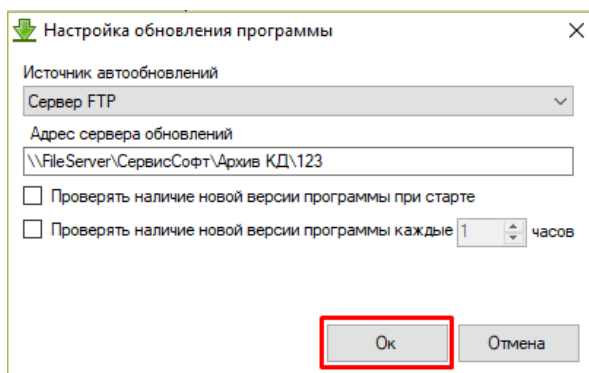 Настройка обновления программы
Источник автообновлений
Сервер FTP
Адрес сервера обновлений
\\FileServer\СервисСофт\Архив КД\123
Проверять наличие новой версии программы при старте
Проверять наличие новой версии программы каждые 1 часов
Ок Отмена